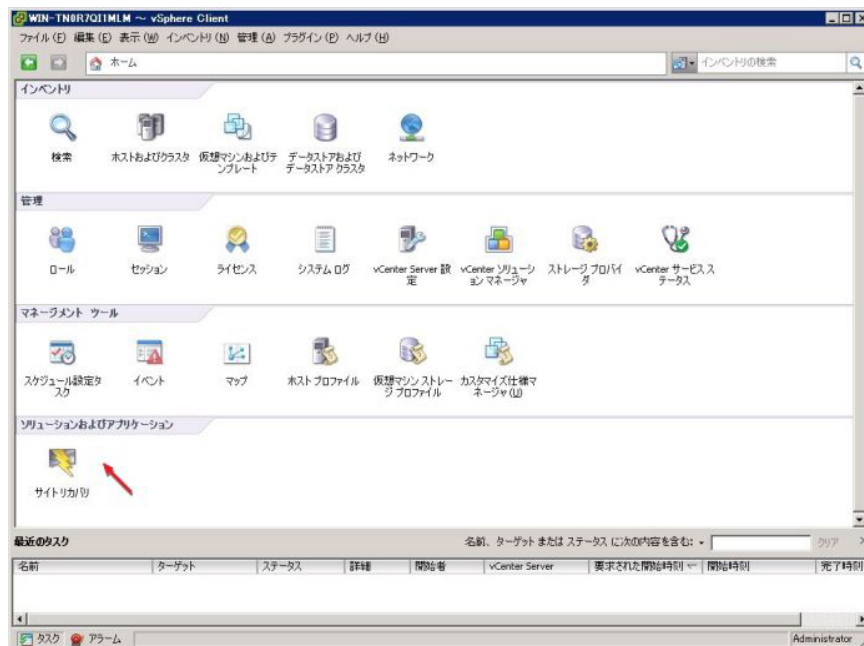 WIN-TN0R7QI1MLM ～ vSphere Client
ファイル(F) 編集(E) 表示(W) インベントリ(N) 管理(A) プラグイン(P) ヘルプ(H)
ホーム
インベントリの検索
インベントリ
検索
ホストおよびクラスタ
仮想マシンおよびテ
ンプレート
データストアおよび
データストア クラスタ
ネットワーク
管理
ロール
セッション
ライセンス
システム ログ
vCenter Server 設
定
vCenter ソリューシ
ョン マネージャ
ストレージ プロバイ
ダ
vCenter サービス ス
テータス
マネージメント ツール
スケジュール設定タ
スク
イベント
マップ
ホスト プロファイル
仮想マシン ストレー
ジ プロファイル
カスタマイズ仕様マ
ネージャ(U)
ソリューションおよびアプリケーション
サイトリカバリ
最近のタスク
名前、ターゲット または ステータス に次の内容を含む:
クリア
名前 ターゲット ステータス 詳細 開始者 vCenter Server 要求された開始時刻 開始時刻 完了時刻
タスク アラーム
Administrator